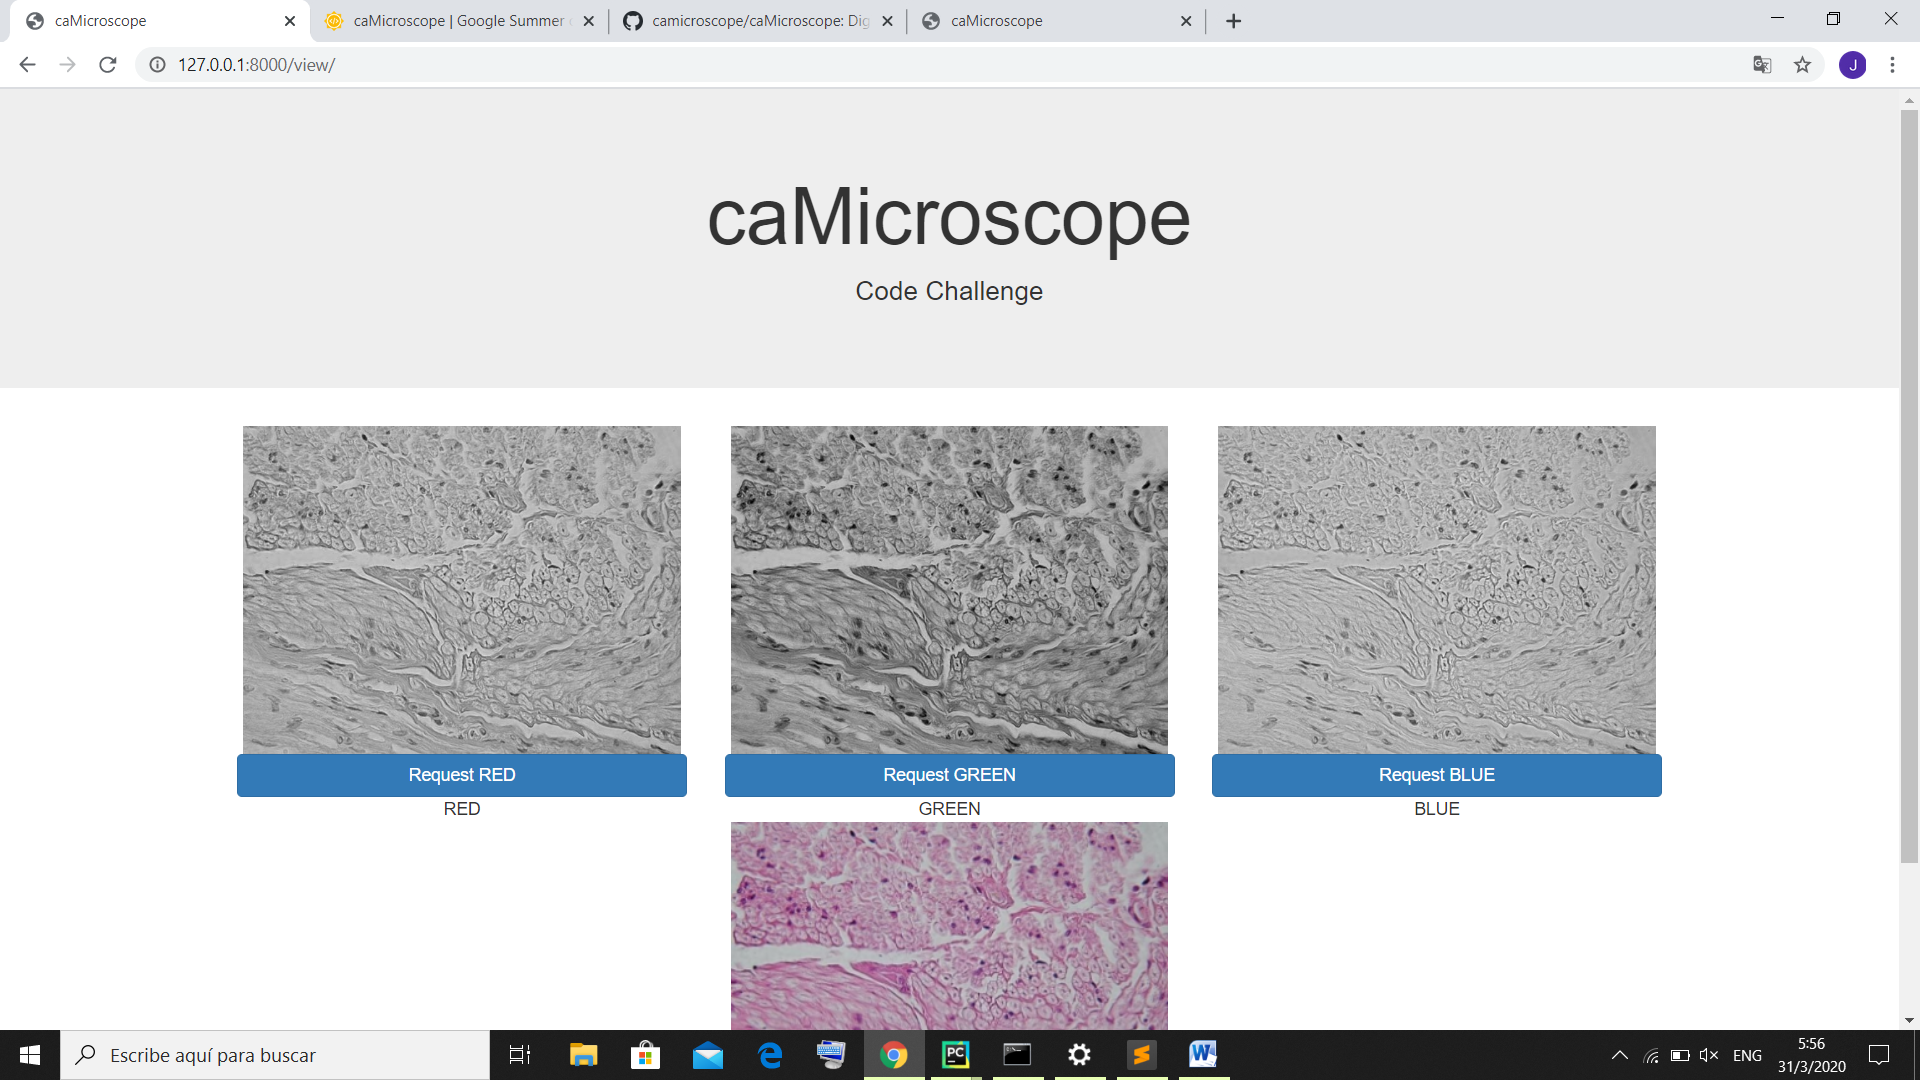 caMicroscope
caMicroscope | Google Summer
camicroscope/caMicroscope: Dig
caMicroscope
127.0.0.1:8000/view/
J
caMicroscope
Code Challenge
Request RED
Request GREEN
Request BLUE
RED
GREEN
BLUE
Escribe aquí para buscar
PC
W
ENG
5:56
31/3/2020